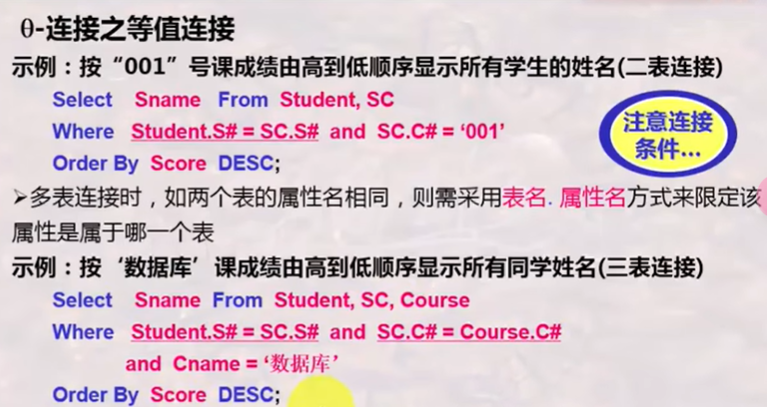 θ-连接之等值连接
示例：按“001”号课成绩由高到低顺序显示所有学生的姓名(二表连接)
Select Sname From Student, SC
Where Student.S# = SC.S# and SC.C# = ‘001’
Order By Score DESC;
注意连接
条件...
➢多表连接时，如两个表的属性名相同，则需采用表名. 属性名方式来限定该
属性是属于哪一个表
示例：按‘数据库’课成绩由高到低顺序显示所有同学姓名(三表连接)
Select Sname From Student, SC, Course
Where Student.S# = SC.S# and SC.C# = Course.C#
and Cname = ‘数据库’
Order By Score DESC;